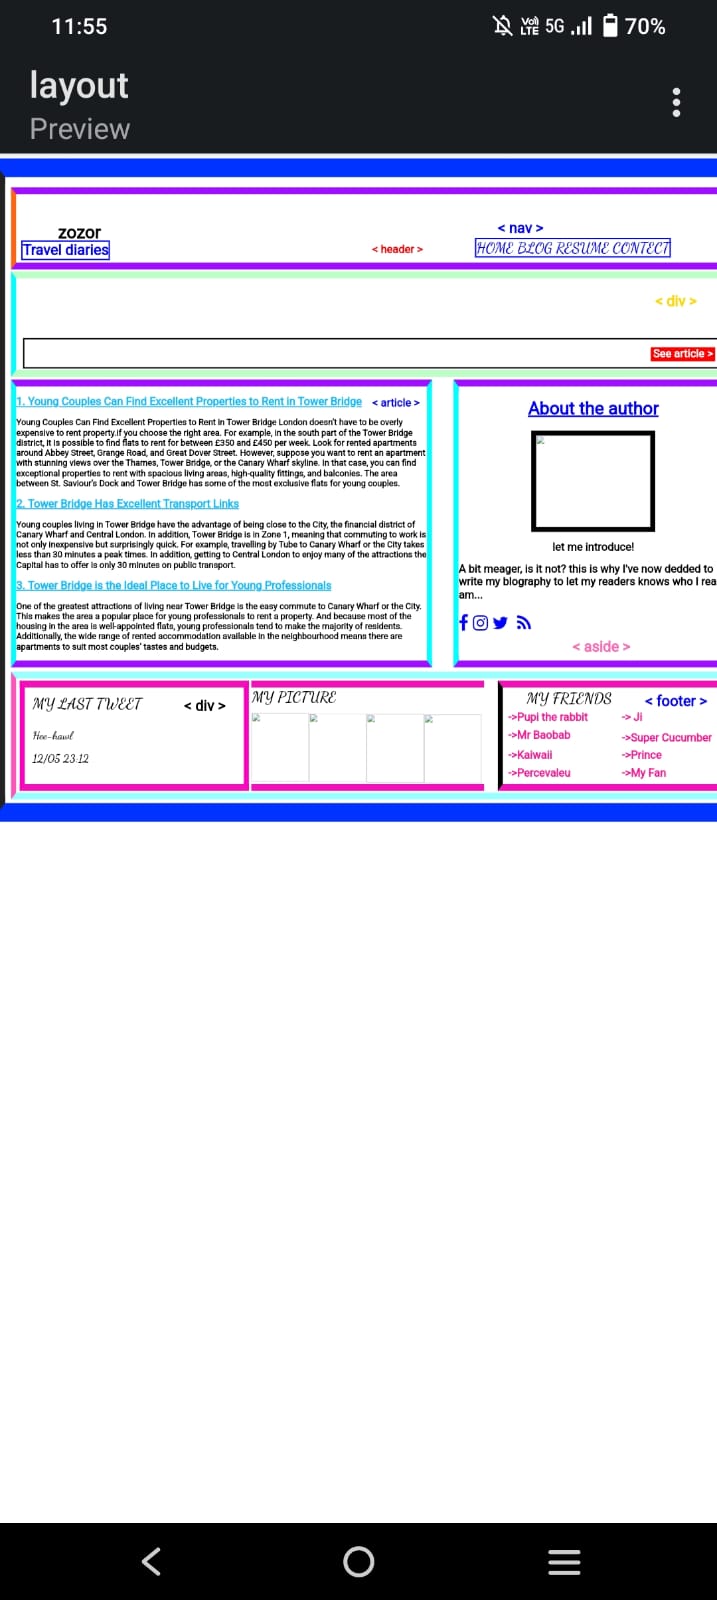 11:55
Vo) LTE 5G 70%
layout
Preview
zozor
Travel diaries
< header >
< nav >
HOME BLOG RESUME CONTECT
< div >
See article >
1. Young Couples Can Find Excellent Properties to Rent in Tower Bridge
< article >
Young Couples Can Find Excellent Properties to Rent in Tower Bridge London doesn't have to be overly
expensive to rent property.if you choose the right area. For example, in the south part of the Tower Bridge
district, it is possible to find flats to rent for between £350 and £450 per week. Look for rented apartments
around Abbey Street, Grange Road, and Great Dover Street. However, suppose you want to rent an apartment
with stunning views over the Thames, Tower Bridge, or the Canary Wharf skyline. In that case, you can find
exceptional properties to rent with spacious living areas, high-quality fittings, and balconies. The area
between St. Saviour's Dock and Tower Bridge has some of the most exclusive flats for young couples.
2. Tower Bridge Has Excellent Transport Links
Young couples living in Tower Bridge have the advantage of being close to the City, the financial district of
Canary Wharf and Central London. In addition, Tower Bridge is in Zone 1, meaning that commuting to work is
not only inexpensive but surprisingly quick. For example, travelling by Tube to Canary Wharf or the City takes
less than 30 minutes a peak times. In addition, getting to Central London to enjoy many of the attractions the
Capital has to offer is only 30 minutes on public transport.
3. Tower Bridge is the Ideal Place to Live for Young Professionals
One of the greatest attractions of living near Tower Bridge is the easy commute to Canary Wharf or the City.
This makes the area a popular place for young professionals to rent a property. And because most of the
housing in the area is well-appointed flats, young professionals tend to make the majority of residents.
Additionally, the wide range of rented accommodation available in the neighbourhood means there are
apartments to suit most couples' tastes and budgets.
About the author
let me introduce!
A bit meager, is it not? this is why I've now dedded to
write my biography to let my readers knows who I rea
am...
< aside >
MY LAST TWEET
< div >
Hee-hawl
12/05 23:12
MY PICTURE
MY FRIENDS
< footer >
->Pupi the rabbit
-> Ji
->Mr Baobab
->Super Cucumber
->Kaiwaii
->Prince
->Percevaleu
->My Fan